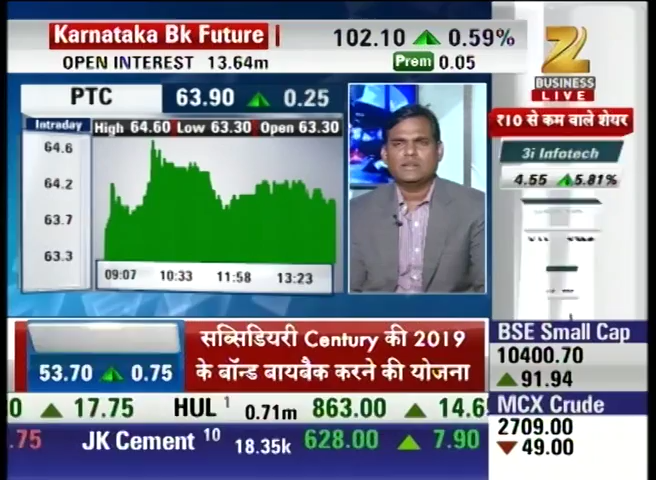 Karnataka Bk Future
102.10 0.59%
OPEN INTEREST 13.64m
Prem 0.05
Z
BUSINESS
LIVE
PTC 63.90 0.25
Intraday High 64.60 Low 63.30 Open 63.30
64.6
64.2
63.7
63.3
09:07 10:33 11:58 13:23
₹10 से कम वाले शेयर
3i Infotech
4.55 5.81%
53.70 0.75
सब्सिडियरी Century की 2019
के बॉन्ड बायबैक करने की योजना
BSE Small Cap
10400.70
91.94
MCX Crude
2709.00
49.00
0 17.75 HUL 1 0.71m 863.00 14.6
.75 JK Cement 10 18.35k 628.00 7.90